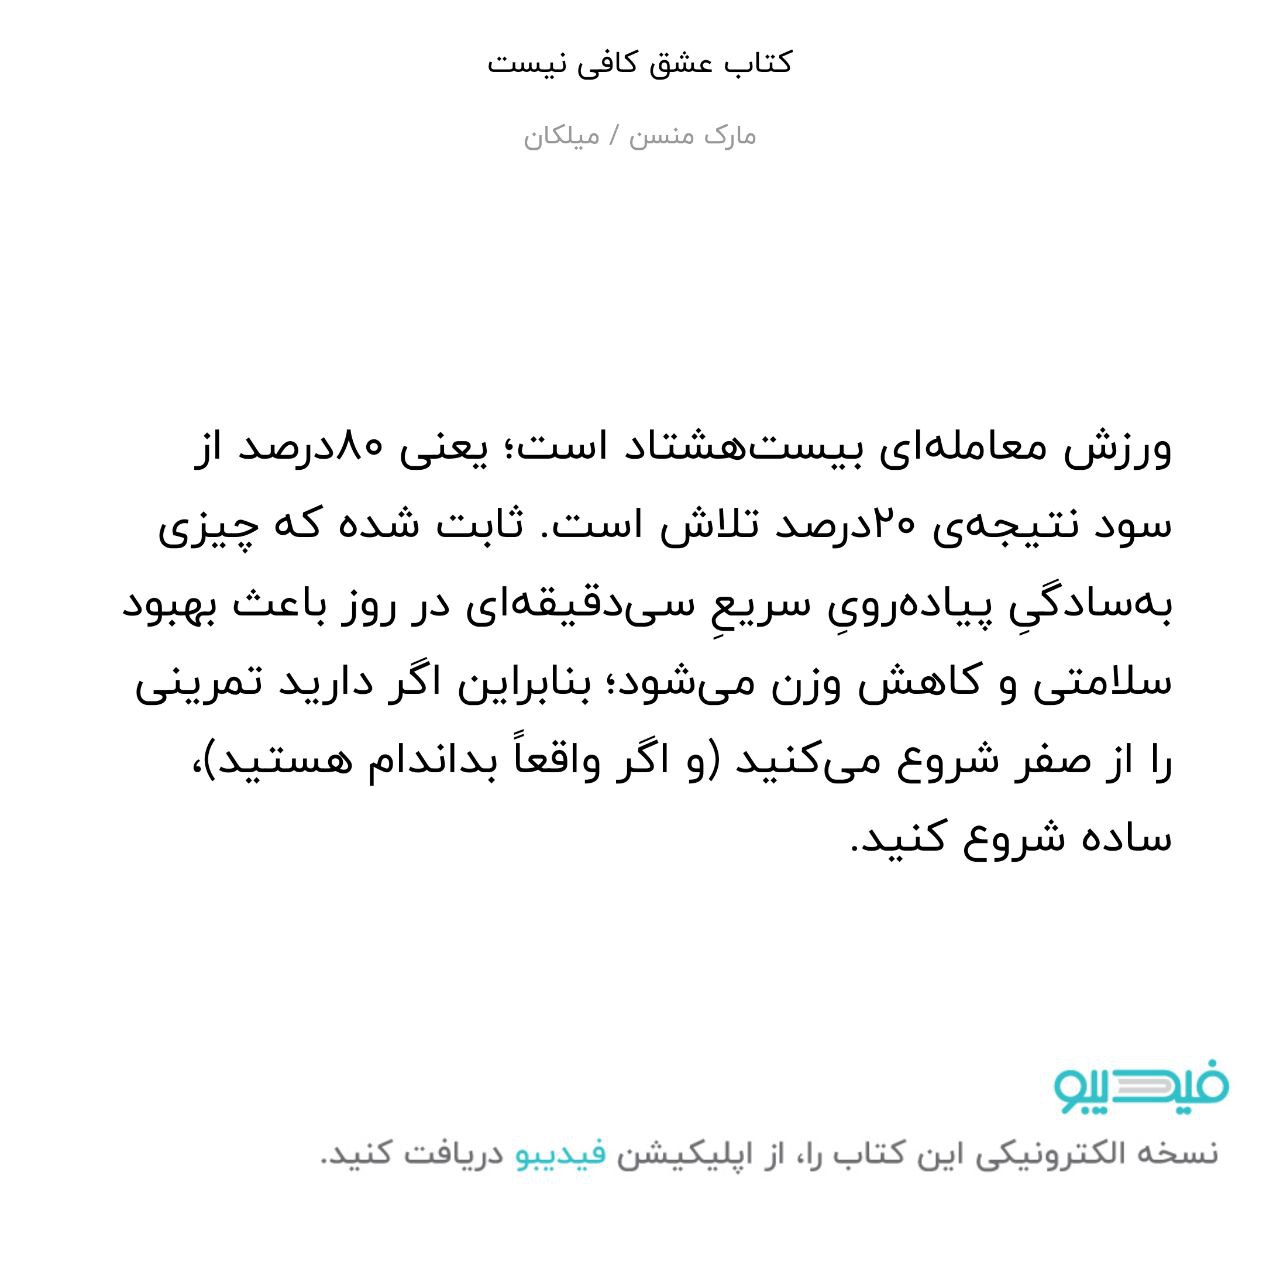 کتاب عشق کافی نیست
مارک منسن / میلکان
ورزش معامله‌ای بیست‌هشتاد است؛ یعنی ۸۰درصد از
سود نتیجه‌ی ۲۰درصد تلاش است. ثابت شده که چیزی
به‌سادگیِ پیاده‌رویِ سریعِ سی‌دقیقه‌ای در روز باعث بهبود
سلامتی و کاهش وزن می‌شود؛ بنابراین اگر دارید تمرینی
را از صفر شروع می‌کنید (و اگر واقعاً بداندام هستید)،
ساده شروع کنید.
فیدیبو
نسخه الکترونیکی این کتاب را، از اپلیکیشن فیدیبو دریافت کنید.